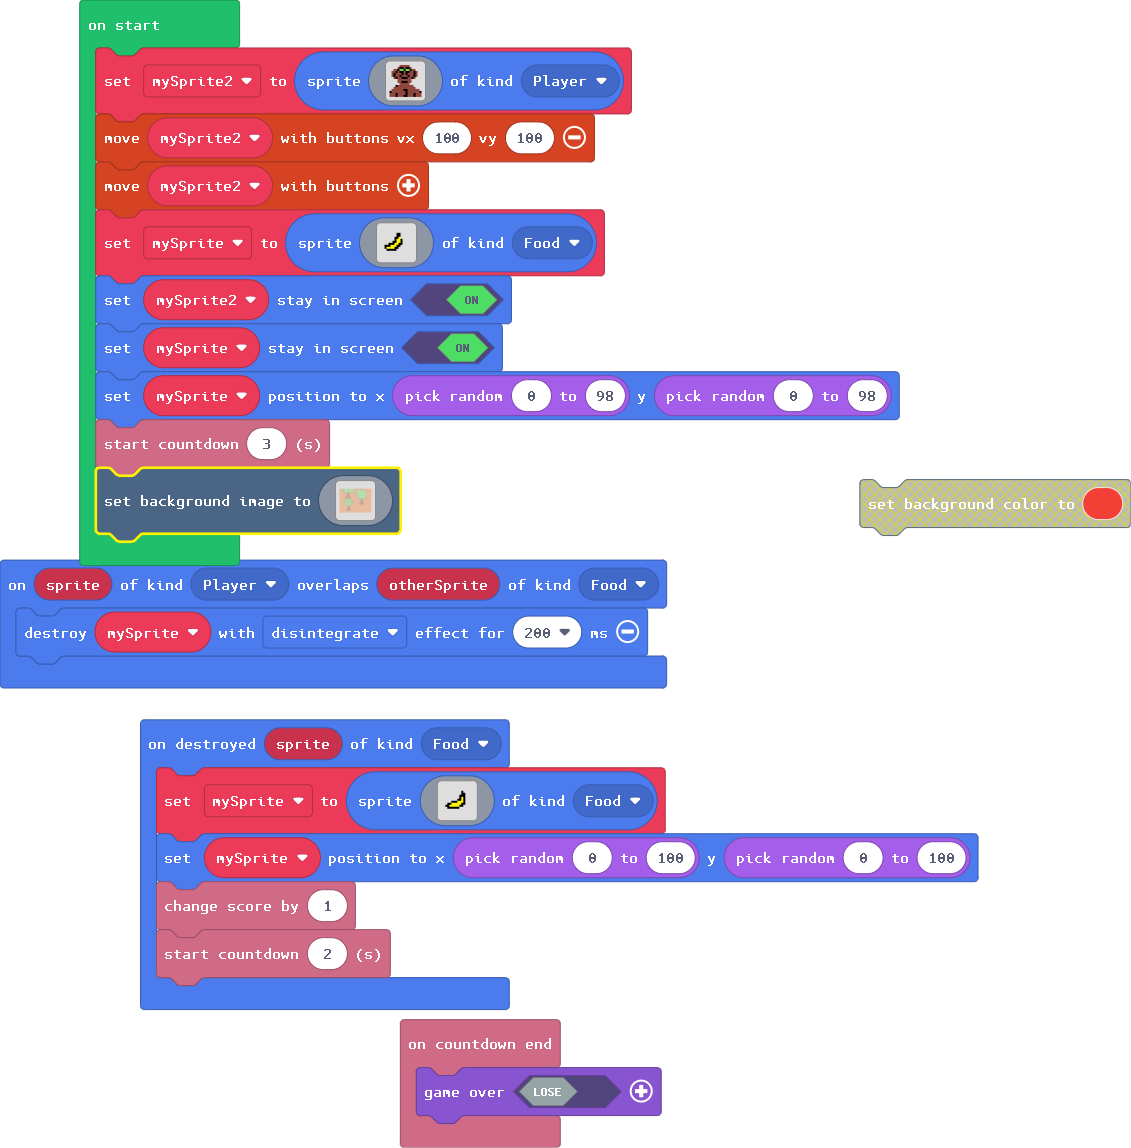 on start
set mySprite2 to sprite of kind Player
move mySprite2 with buttons vx 100 vy 100
move mySprite2 with buttons
set mySprite to sprite of kind Food
set mySprite2 stay in screen ON
set mySprite stay in screen ON
set mySprite position to x pick random 0 to 98 y pick random 0 to 98
start countdown 3 (s)
set background image to
set background color to
on sprite of kind Player overlaps otherSprite of kind Food
destroy mySprite with disintegrate effect for 200 ms
on destroyed sprite of kind Food
set mySprite to sprite of kind Food
set mySprite position to x pick random 0 to 100 y pick random 0 to 100
change score by 1
start countdown 2 (s)
on countdown end
game over LOSE